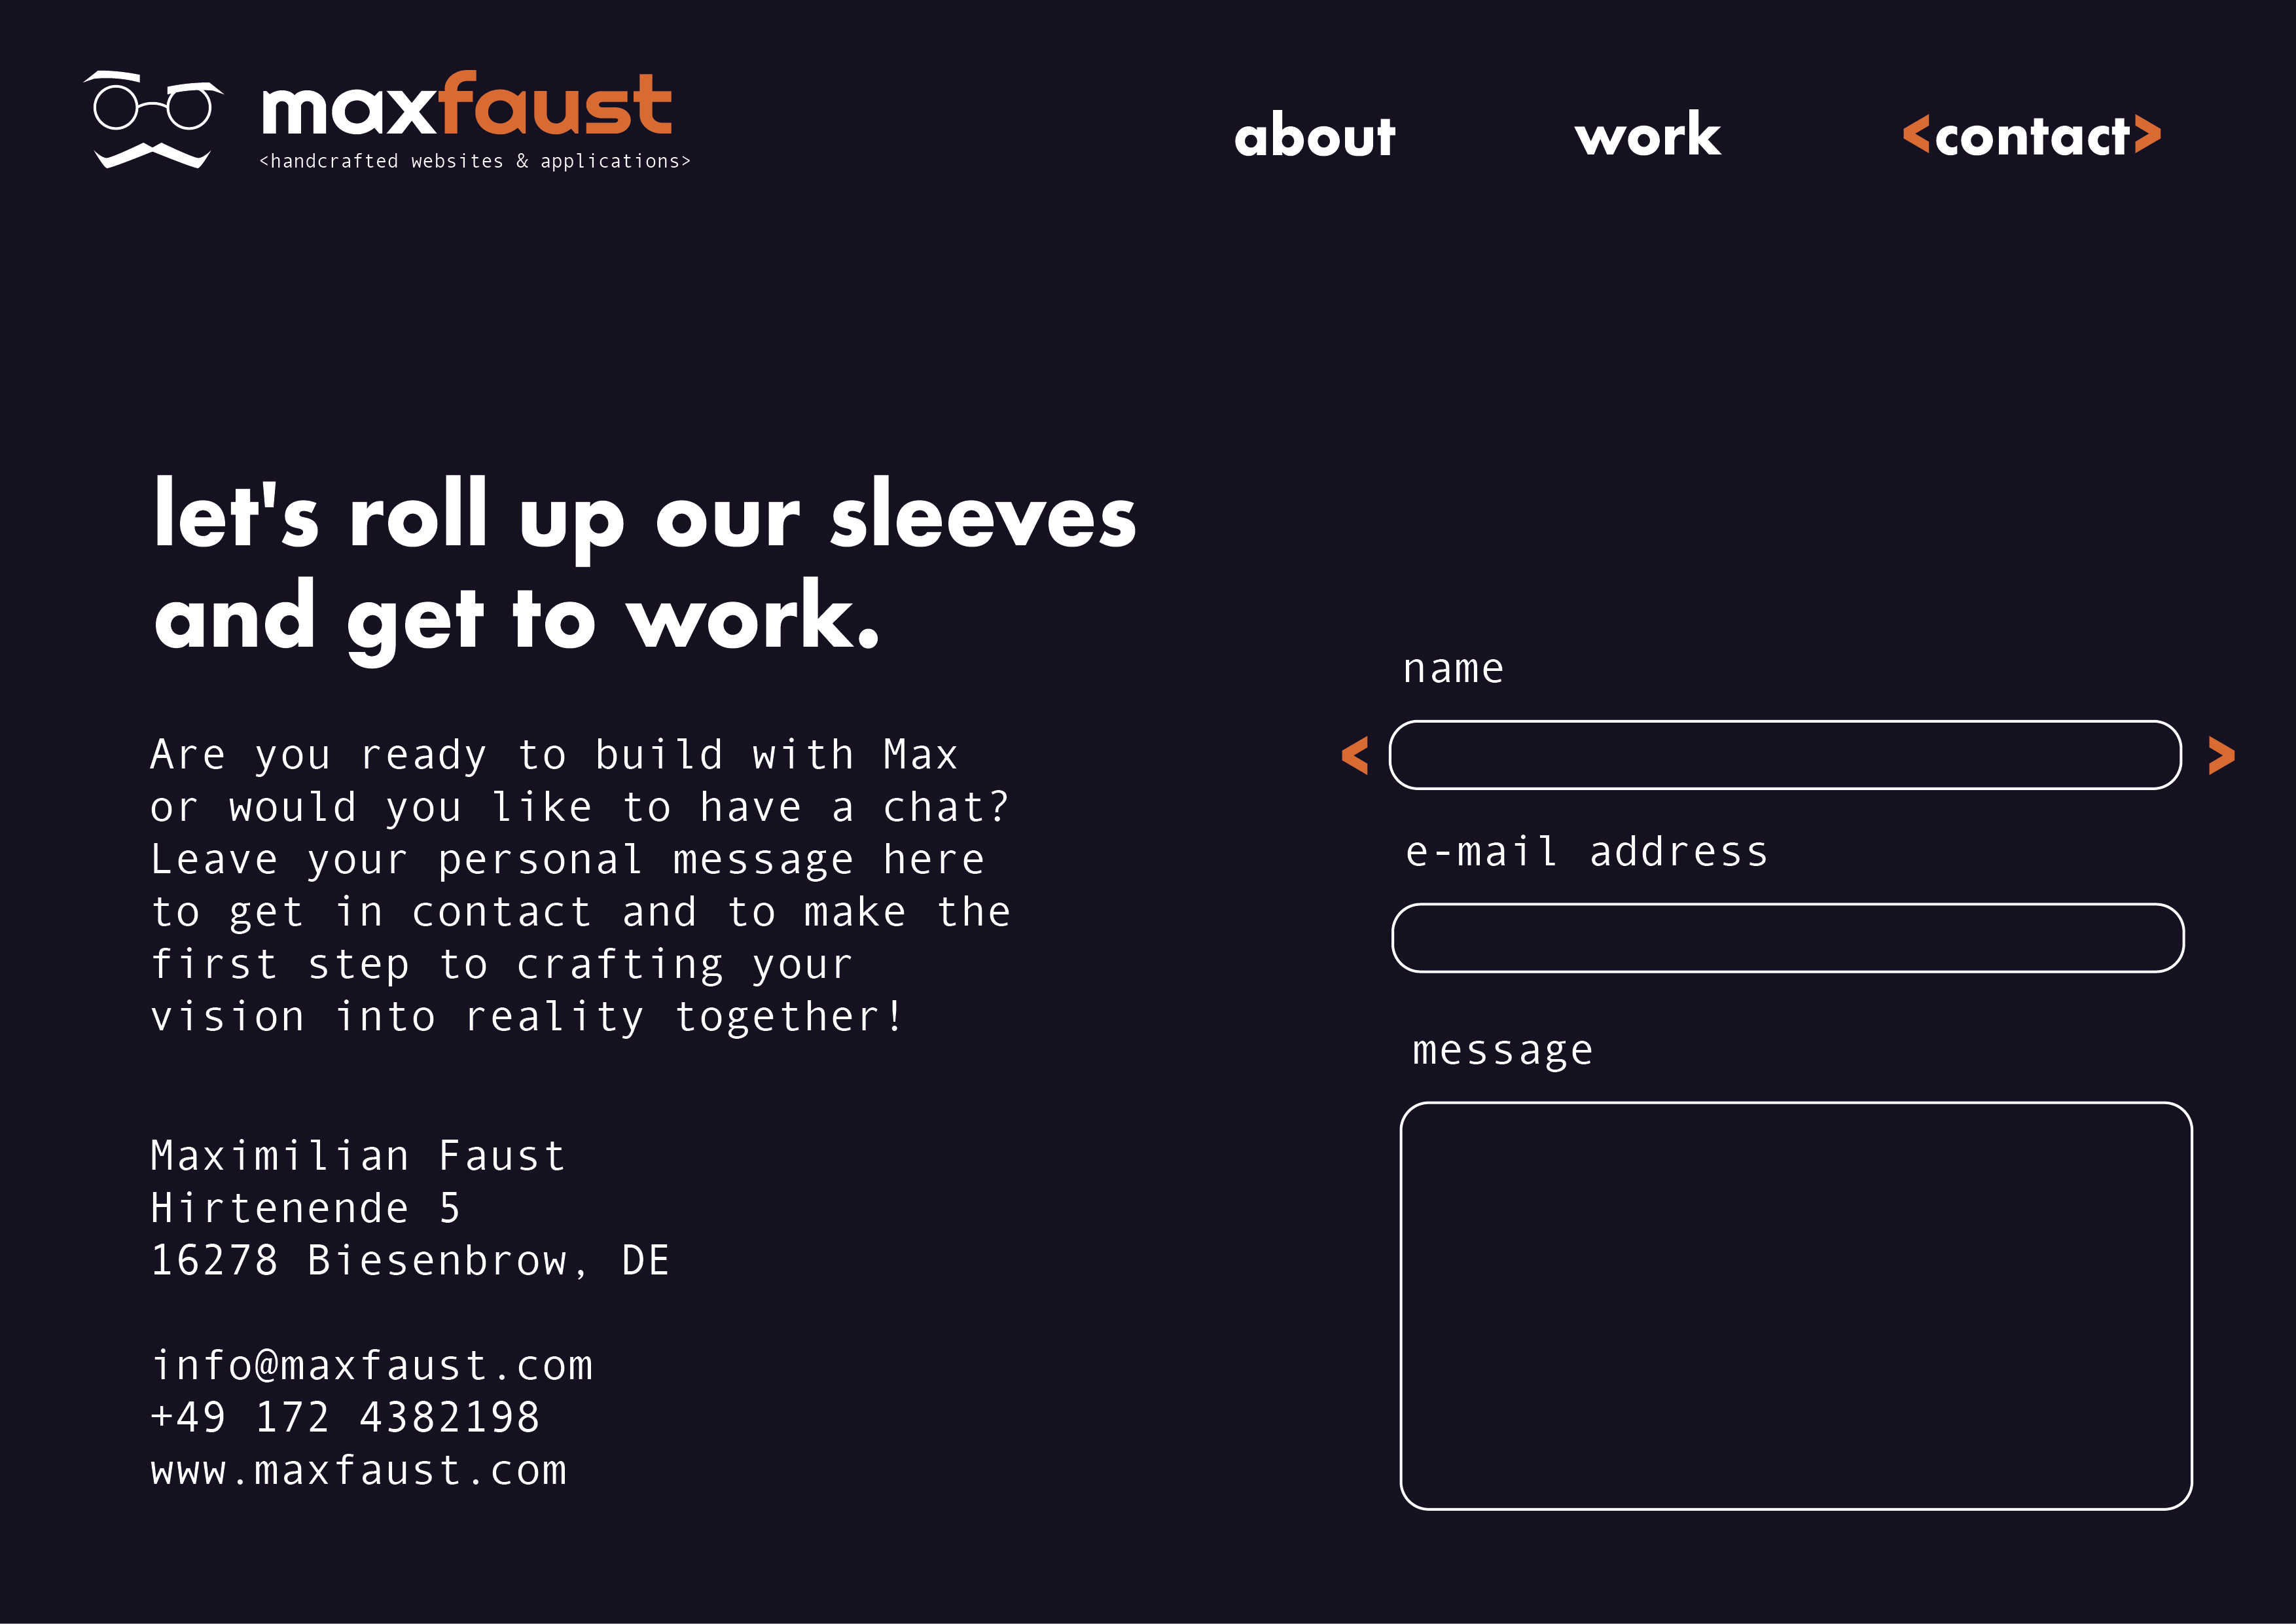 maxfaust
<handcrafted websites & applications>
about
work
<contact>
let's roll up our sleeves
and get to work.
Are you ready to build with Max
or would you like to have a chat?
Leave your personal message here
to get in contact and to make the
first step to crafting your
vision into reality together!
Maximilian Faust
Hirtenende 5
16278 Biesenbrow, DE
info@maxfaust.com
+49 172 4382198
www.maxfaust.com
name
< >
e-mail address
message